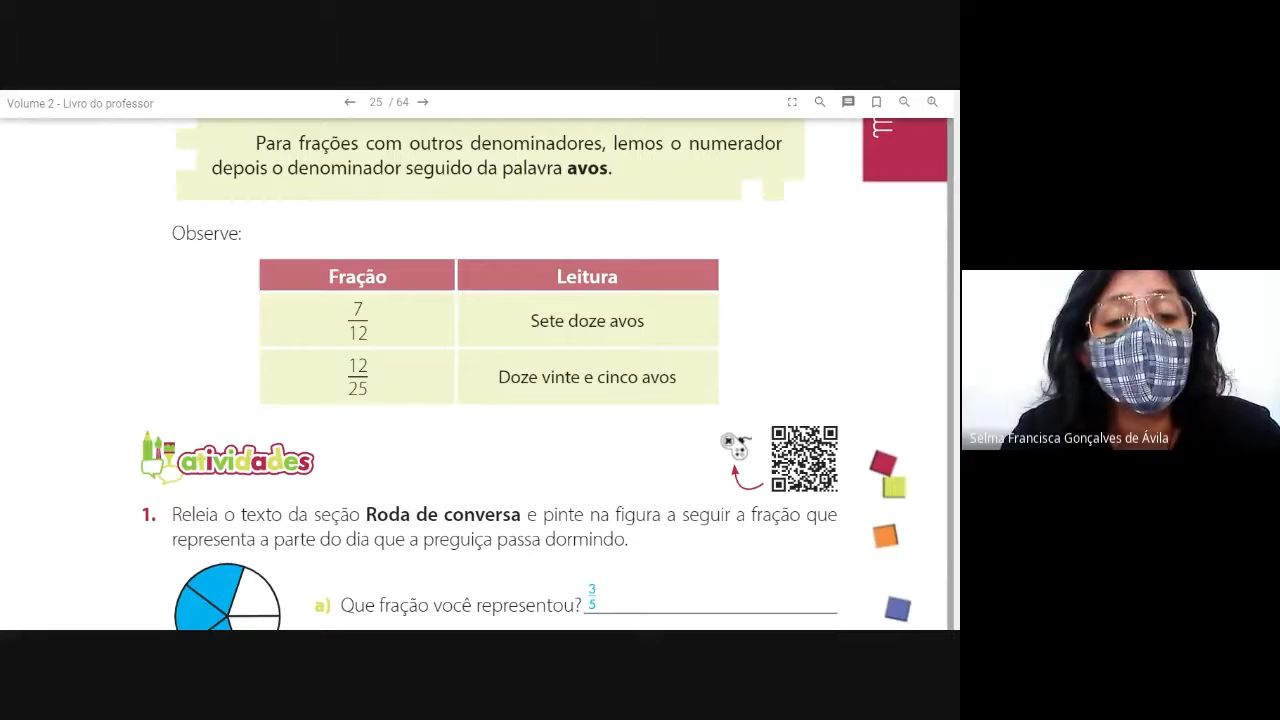 Volume 2 - Livro do professor
25 / 64
Para frações com outros denominadores, lemos o numerador
depois o denominador seguido da palavra avos.
Observe:
Fração Leitura
7/12 Sete doze avos
12/25 Doze vinte e cinco avos
atividades
1. Releia o texto da seção Roda de conversa e pinte na figura a seguir a fração que
representa a parte do dia que a preguiça passa dormindo.
a) Que fração você representou? 3/5
Selma Francisca Gonçalves de Ávila